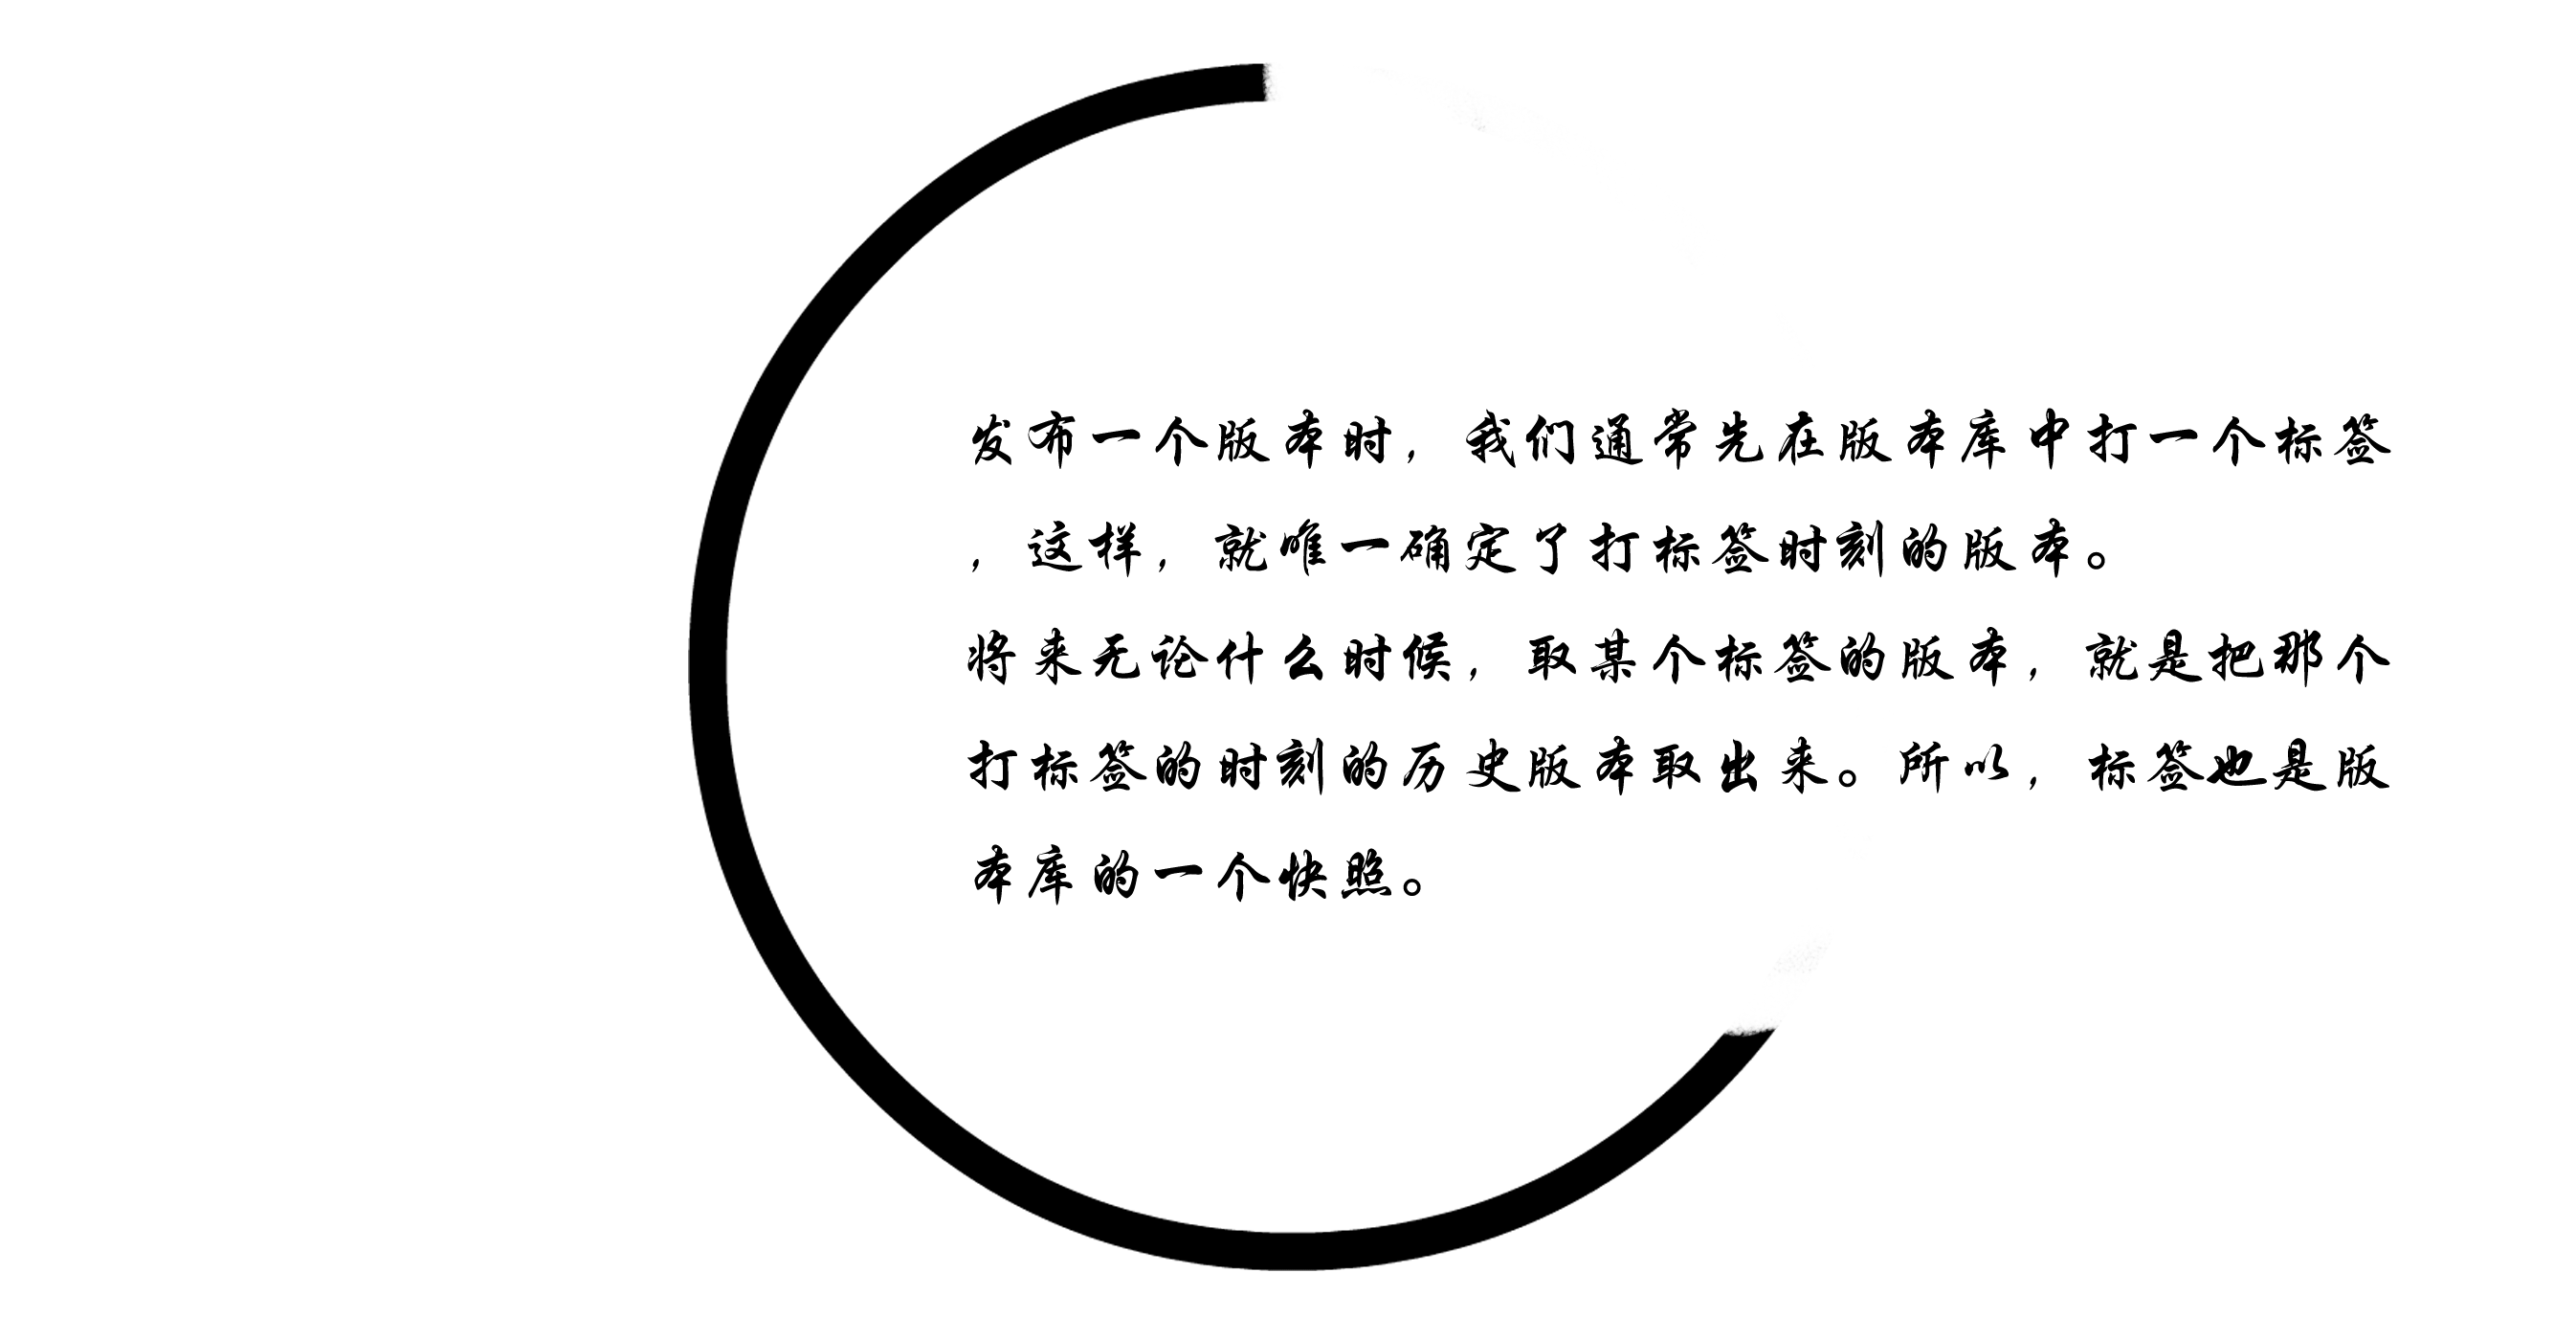 发布一个版本时，我们通常先在版本库中打一个标签
，这样，就唯一确定了打标签时刻的版本。
将来无论什么时候，取某个标签的版本，就是把那个
打标签的时刻的历史版本取出来。所以，标签也是版
本库的一个快照。